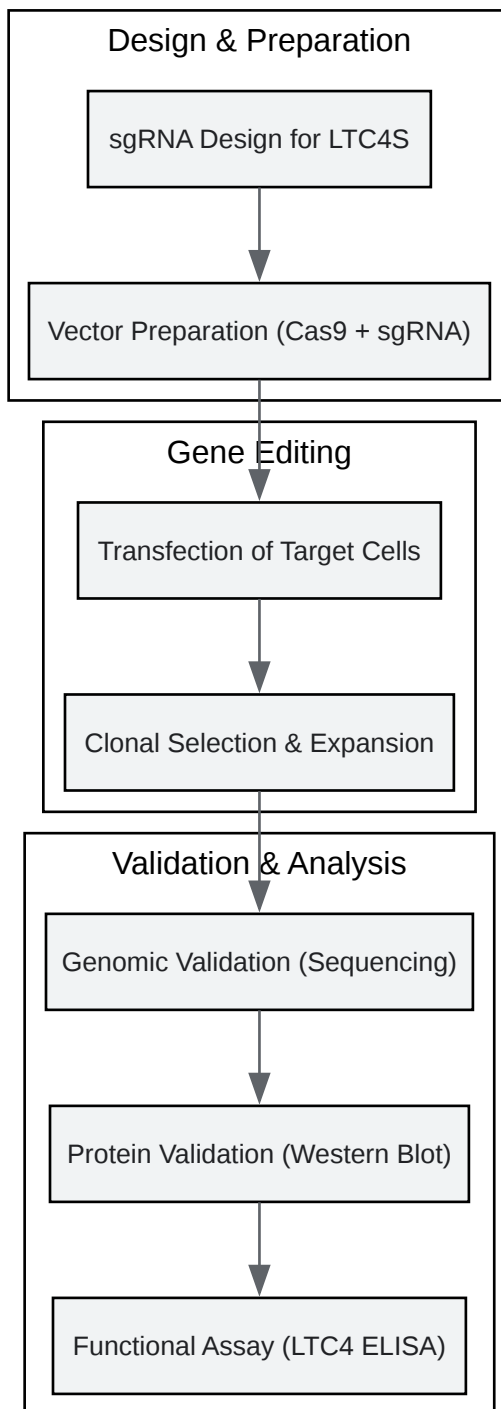 Design & Preparation
sgRNA Design for LTC4S
Vector Preparation (Cas9 + sgRNA)
Gene Editing
Transfection of Target Cells
Clonal Selection & Expansion
Validation & Analysis
Genomic Validation (Sequencing)
Protein Validation (Western Blot)
Functional Assay (LTC4 ELISA)